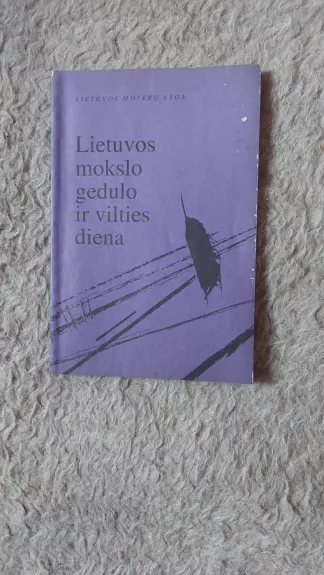 LIETUVOS MOTERŲ LYGA
Lietuvos
mokslo
gedulo
ir vilties
diena